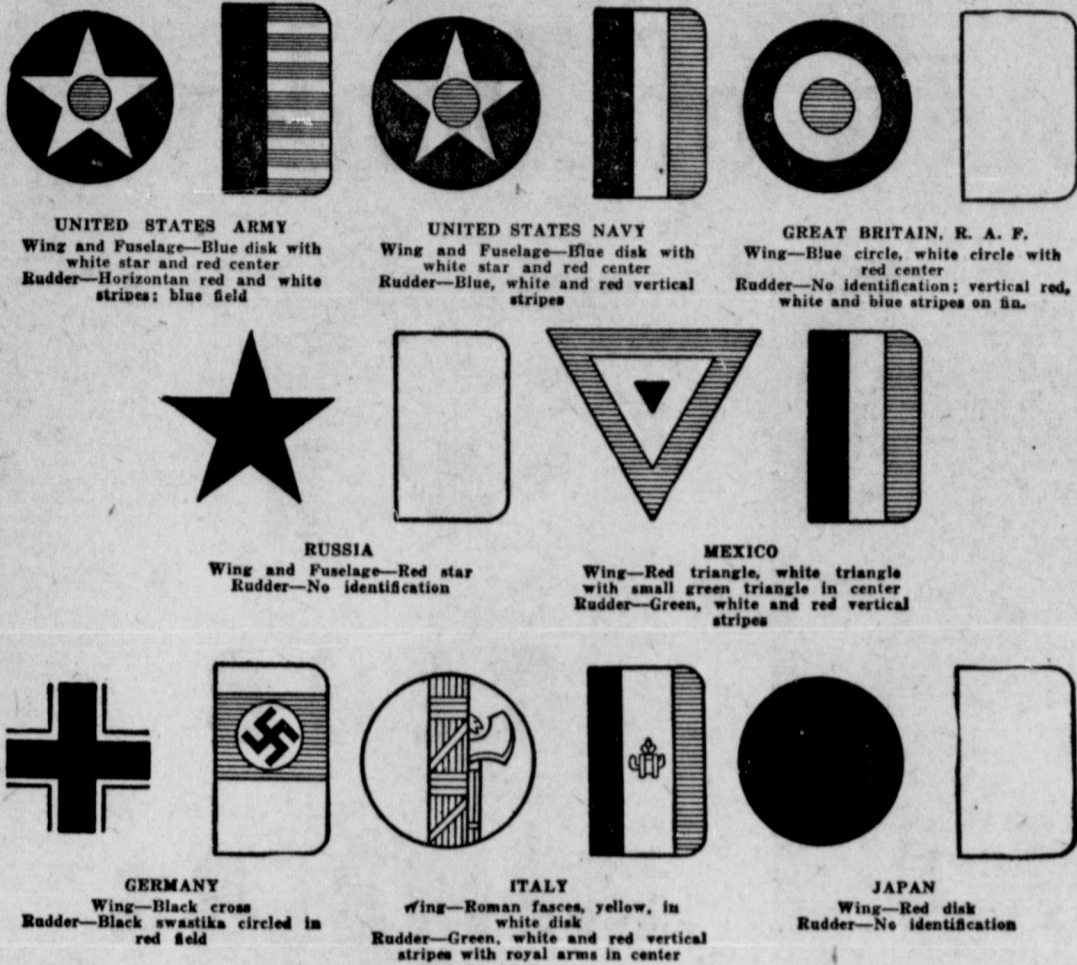 UNITED STATES ARMY
Wing and Fuselage—Blue disk with
white star and red center
Rudder—Horizontan red and white
stripes; blue field
UNITED STATES NAVY
Wing and Fuselage—Blue disk with
white star and red center
Rudder—Blue, white and red vertical
stripes
GREAT BRITAIN, R. A. F.
Wing—Blue circle, white circle with
red center
Rudder—No identification; vertical red,
white and blue stripes on fin.
RUSSIA
Wing and Fuselage—Red star
Rudder—No identification
MEXICO
Wing—Red triangle, white triangle
with small green triangle in center
Rudder—Green, white and red vertical
stripes
GERMANY
Wing—Black cross
Rudder—Black swastika circled in
red field
ITALY
Wing—Roman fasces, yellow, in
white disk
Rudder—Green, white and red vertical
stripes with royal arms in center
JAPAN
Wing—Red disk
Rudder—No identification